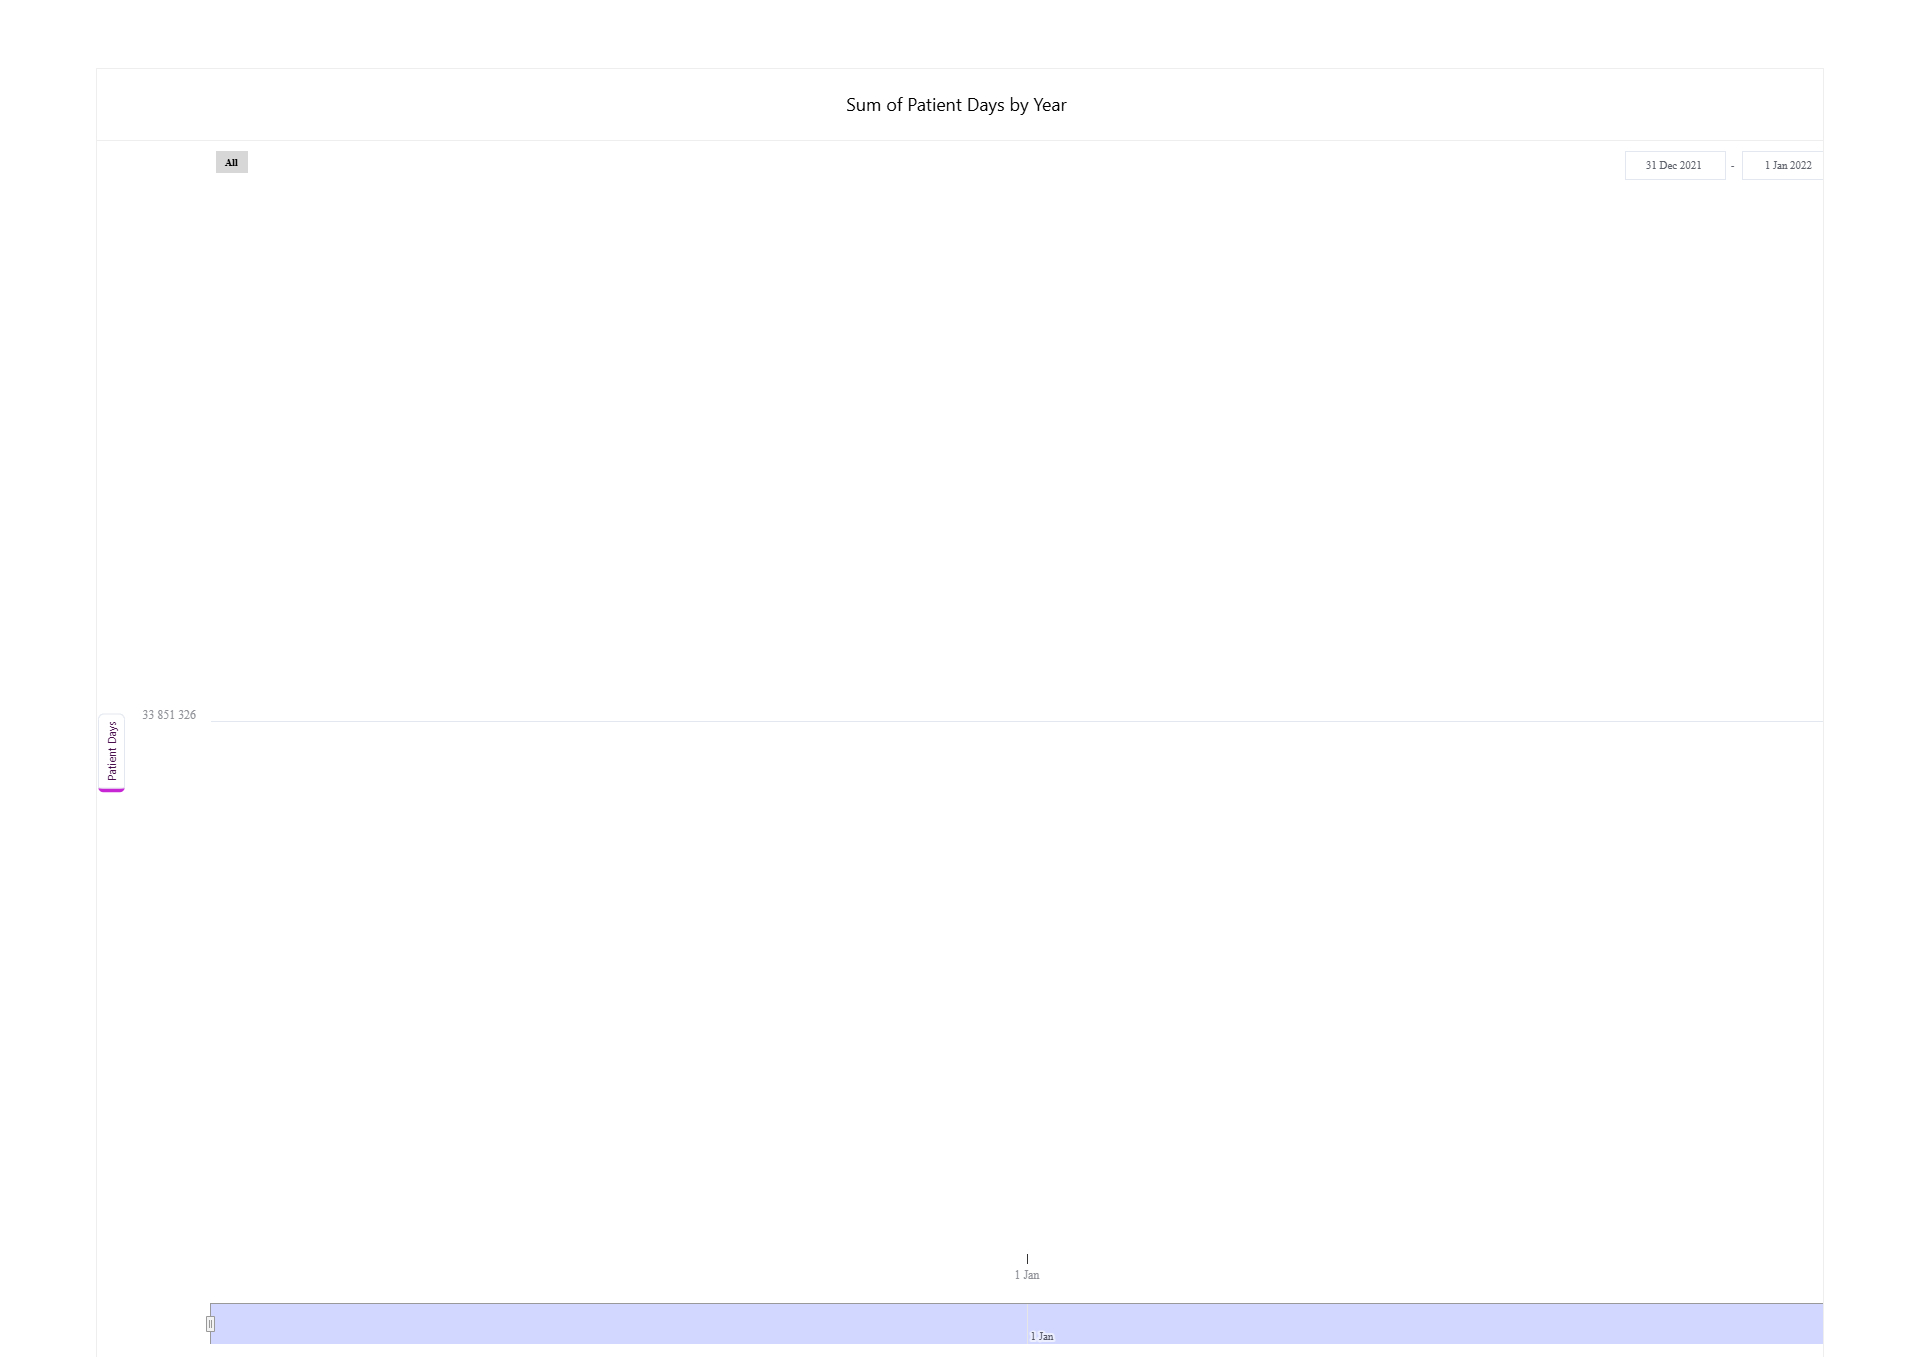 Sum of Patient Days by Year
All
31 Dec 2021 - 1 Jan 2022
33 851 326
Patient Days
1 Jan
1 Jan